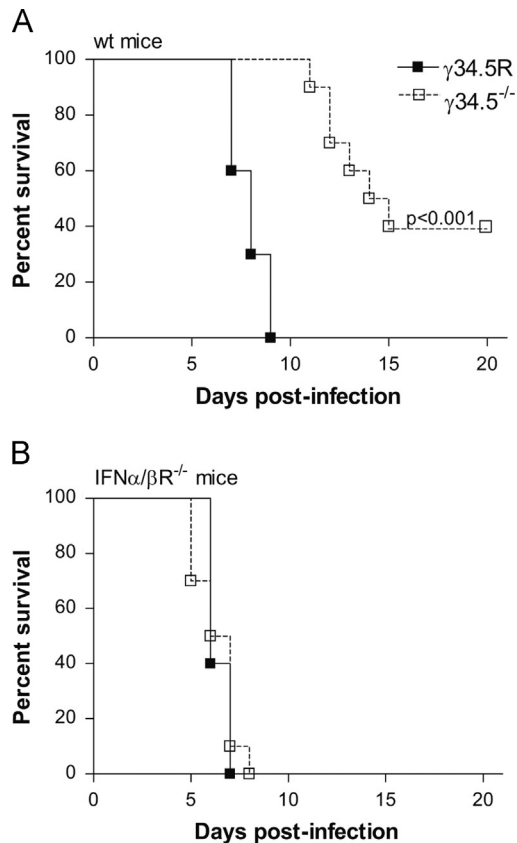 A
wt mice
γ34.5R
γ34.5-/-
100
80
60
40
20
0
Percent survival
p<0.001
0 5 10 15 20
Days post-infection
B
IFNα/βR-/- mice
100
80
60
40
20
0
Percent survival
0 5 10 15 20
Days post-infection